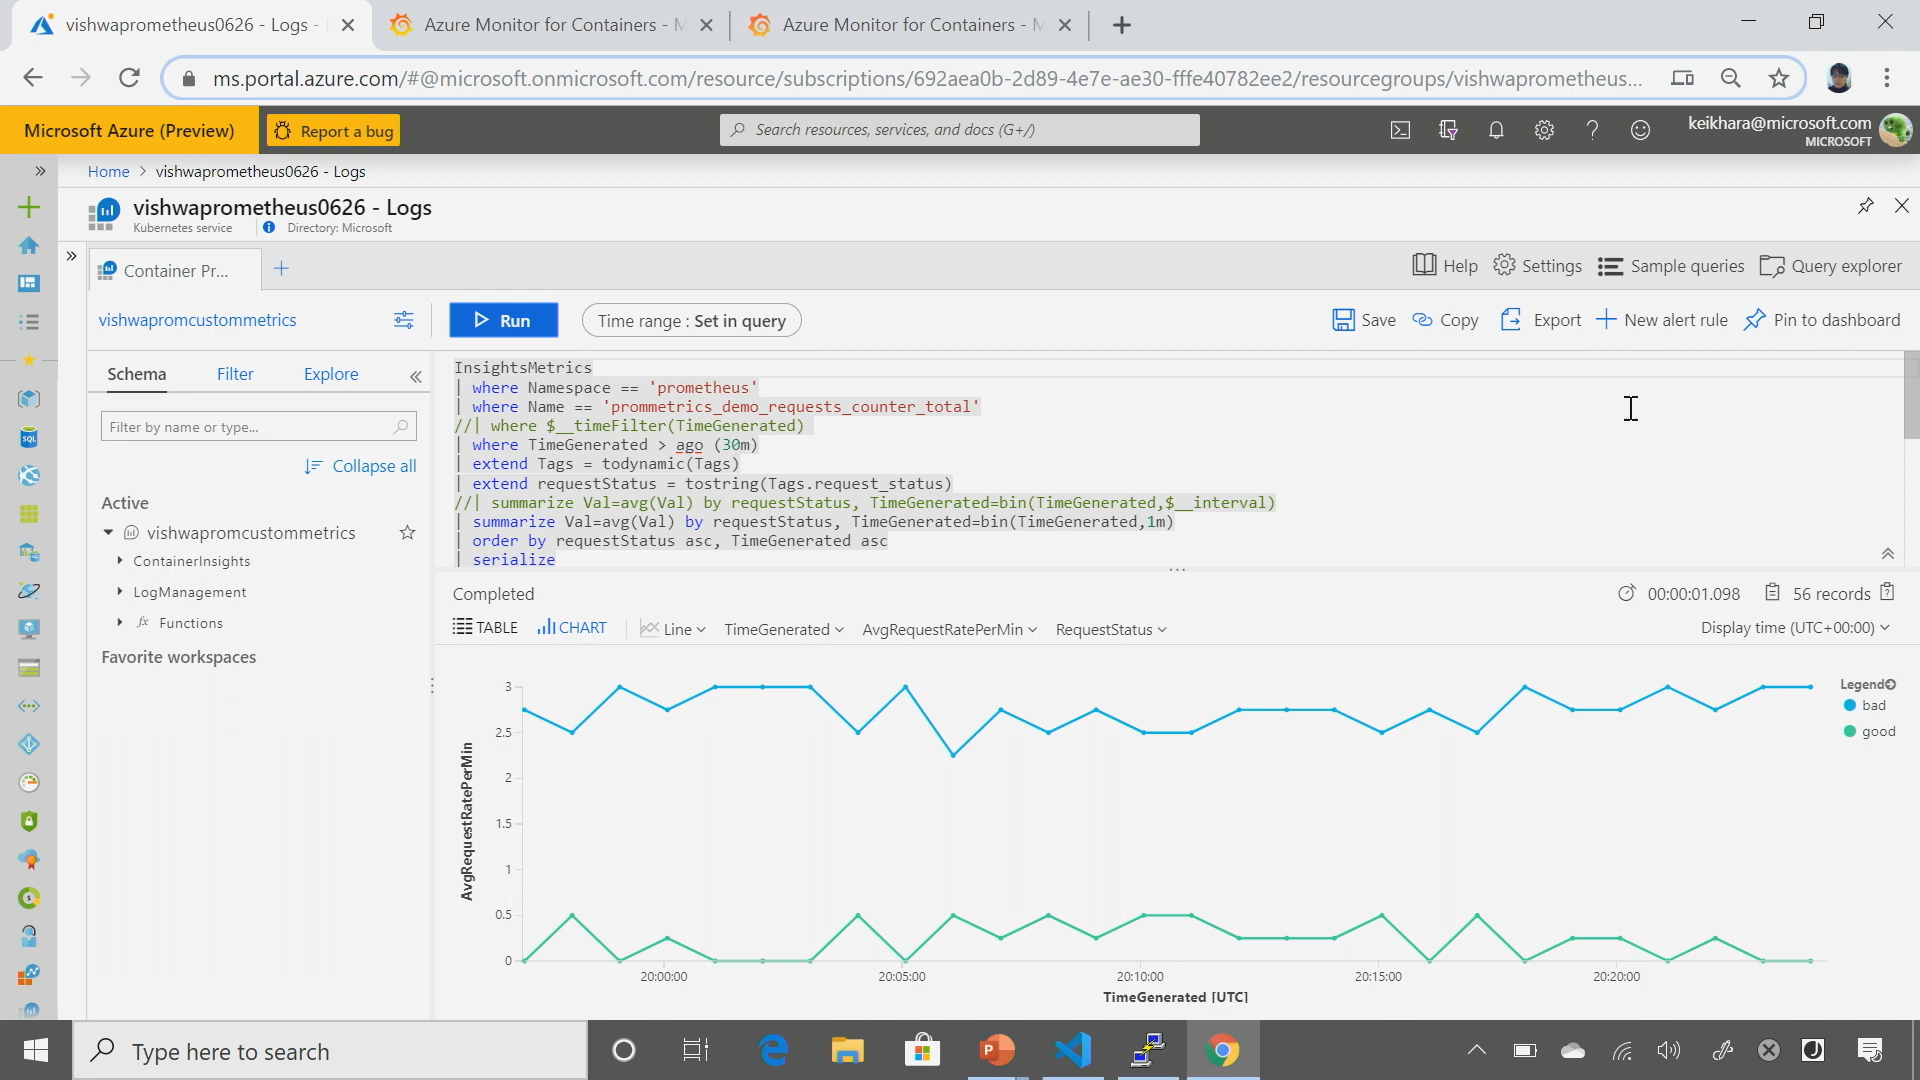 vishwaprometheus0626 - Logs -
Azure Monitor for Containers - M
Azure Monitor for Containers - M
ms.portal.azure.com/#@microsoft.onmicrosoft.com/resource/subscriptions/692aea0b-2d89-4e7e-ae30-fffe40782ee2/resourcegroups/vishwaprometheus...
Microsoft Azure (Preview)
Report a bug
Search resources, services, and docs (G+/)
keikhara@microsoft.com
MICROSOFT
Home > vishwaprometheus0626 - Logs
vishwaprometheus0626 - Logs
Kubernetes service
Directory: Microsoft
Container Pr...
Help
Settings
Sample queries
Query explorer
vishwapromcustommetrics
Run
Time range : Set in query
Save
Copy
Export
New alert rule
Pin to dashboard
Schema
Filter
Explore
Filter by name or type...
Collapse all
Active
vishwapromcustommetrics
ContainerInsights
LogManagement
fx Functions
Favorite workspaces
InsightsMetrics
| where Namespace == 'prometheus'
| where Name == 'prommetrics_demo_requests_counter_total'
//| where $__timeFilter(TimeGenerated)
| where TimeGenerated > ago (30m)
| extend Tags = todynamic(Tags)
| extend requestStatus = tostring(Tags.request_status)
//| summarize Val=avg(Val) by requestStatus, TimeGenerated=bin(TimeGenerated,$__interval)
| summarize Val=avg(Val) by requestStatus, TimeGenerated=bin(TimeGenerated,1m)
| order by requestStatus asc, TimeGenerated asc
| serialize
Completed
00:00:01.098
56 records
TABLE
CHART
Line
TimeGenerated
AvgRequestRatePerMin
RequestStatus
Display time (UTC+00:00)
AvgRequestRatePerMin
3
2.5
2
1.5
1
0.5
0
20:00:00
20:05:00
20:10:00
20:15:00
20:20:00
TimeGenerated [UTC]
Legend
bad
good
Type here to search